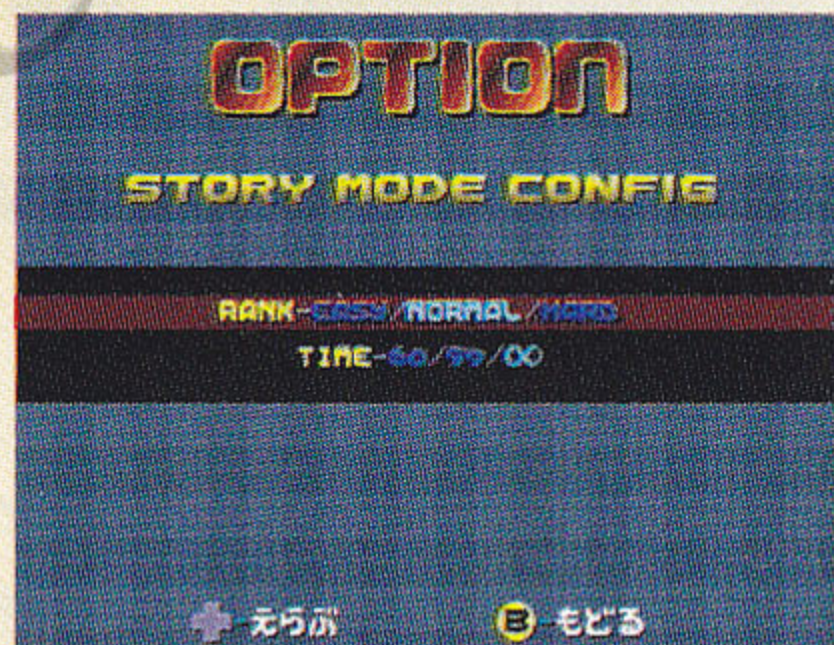 OPTION
STORY MODE CONFIG
RANK-EASY/NORMAL/HARD
TIME-60/99/∞
えらぶ B もどる